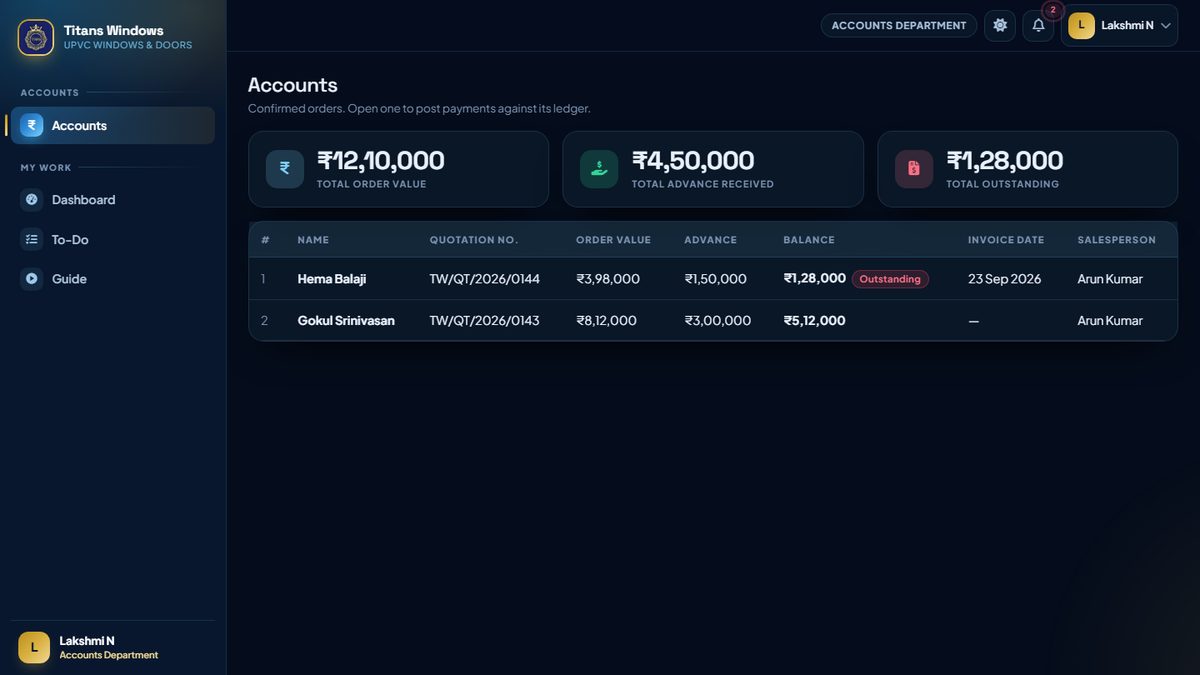 Titans Windows
UPVC WINDOWS & DOORS
ACCOUNTS DEPARTMENT
2
L
Lakshmi N
ACCOUNTS
₹ Accounts
MY WORK
Dashboard
To-Do
Guide
Accounts
Confirmed orders. Open one to post payments against its ledger.
₹ ₹12,10,000
TOTAL ORDER VALUE
$ ₹4,50,000
TOTAL ADVANCE RECEIVED
$ ₹1,28,000
TOTAL OUTSTANDING
# NAME QUOTATION NO. ORDER VALUE ADVANCE BALANCE INVOICE DATE SALESPERSON
1 Hema Balaji TW/QT/2026/0144 ₹3,98,000 ₹1,50,000 ₹1,28,000 Outstanding 23 Sep 2026 Arun Kumar
2 Gokul Srinivasan TW/QT/2026/0143 ₹8,12,000 ₹3,00,000 ₹5,12,000 — Arun Kumar
L
Lakshmi N
Accounts Department